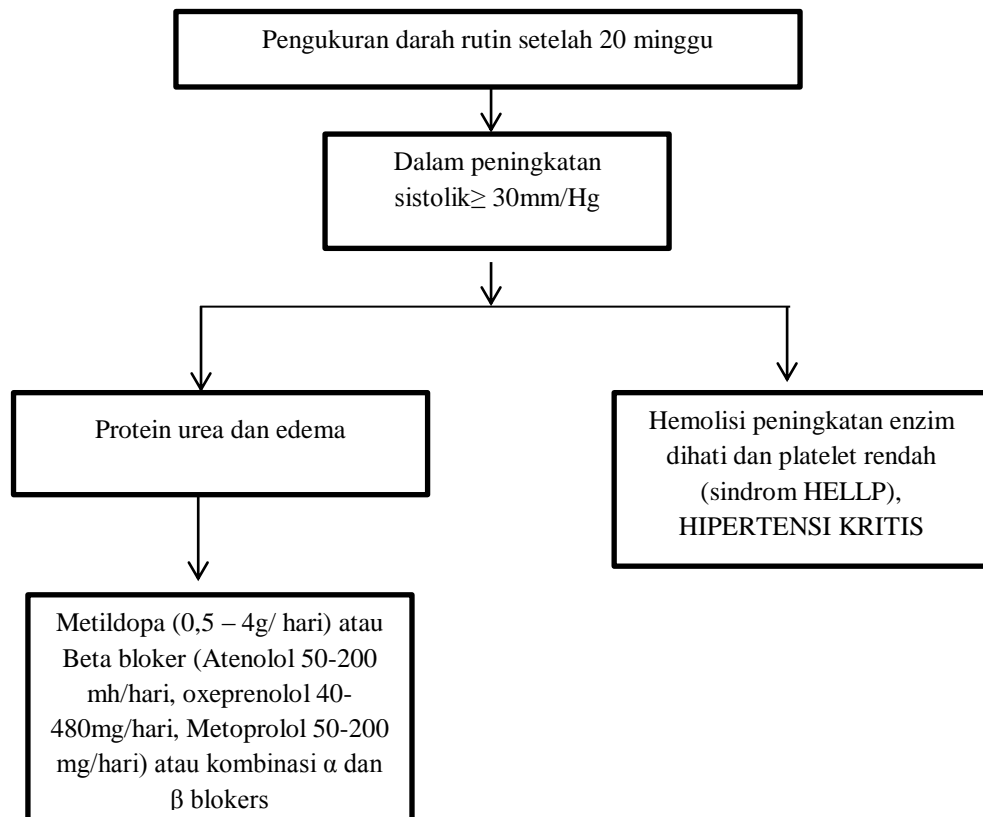 Pengukuran darah rutin setelah 20 minggu
Dalam peningkatan
sistolik≥ 30mm/Hg
Protein urea dan edema
Hemolisi peningkatan enzim
dihati dan platelet rendah
(sindrom HELLP),
HIPERTENSI KRITIS
Metildopa (0,5 – 4g/ hari) atau
Beta bloker (Atenolol 50-200
mh/hari, oxeprenolol 40-
480mg/hari, Metoprolol 50-200
mg/hari) atau kombinasi α dan
β blokers